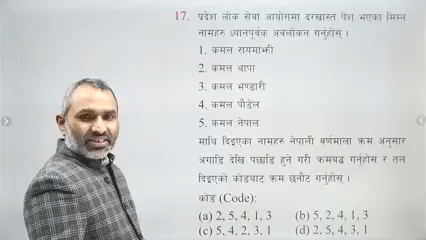 17. प्रदेश लोक सेवा आयोगमा दरखास्त पेश भएका निम्न
नामहरु ध्यानपूर्वक अवलोकन गर्नुहोस् ।
1. कमल रायमाझी
2. कमल थापा
3. कमल भण्डारी
4. कमल पौडेल
5. कमल नेपाल
माथि दिइएका नामहरु नेपाली वर्णमाला क्रम अनुसार
अगाडि देखि पछाडि हुने गरी क्रमबद्ध गर्नुहोस् र तल
दिइएको कोडबाट क्रम छनौट गर्नुहोस् ।
कोड (Code):
(a) 2, 5, 4, 1, 3 (b) 5, 2, 4, 1, 3
(c) 5, 4, 2, 3, 1 (d) 2, 5, 4, 3, 1